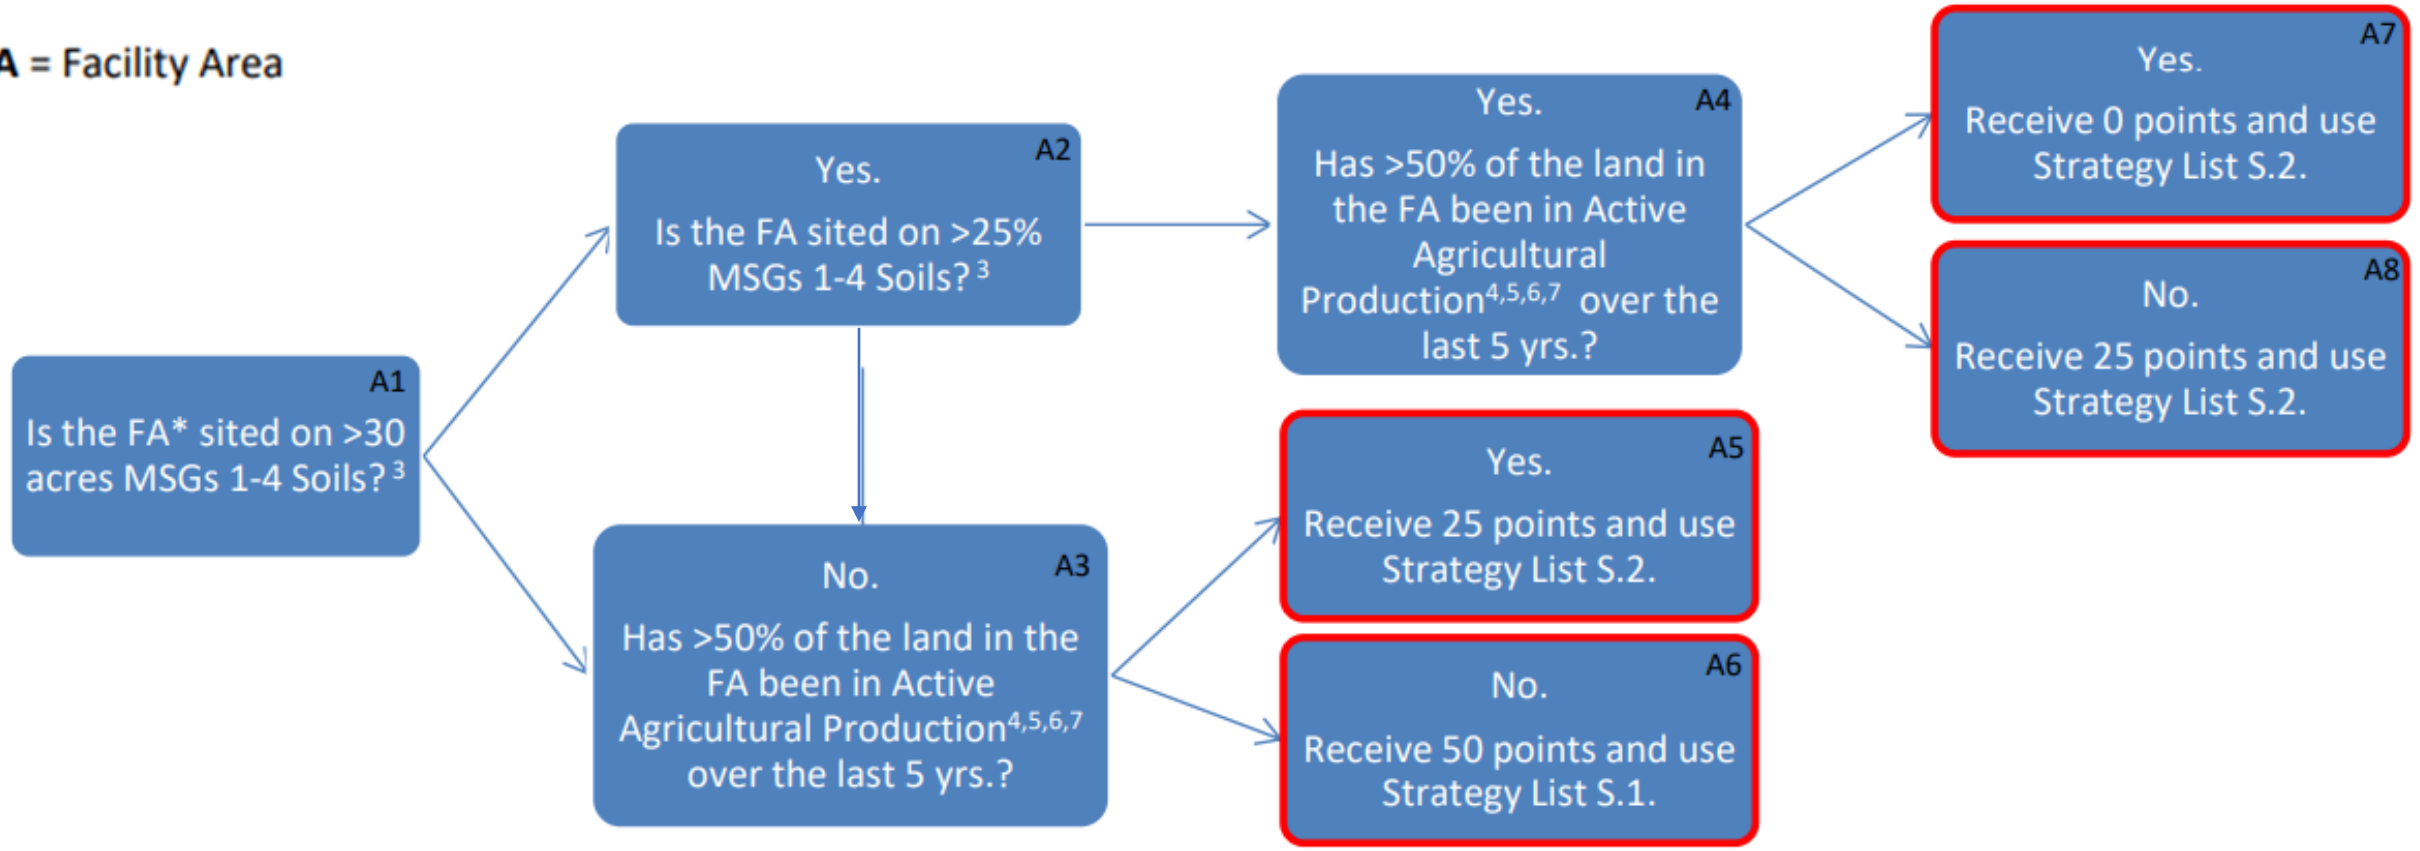 A = Facility Area
A1
Is the FA* sited on >30
acres MSGs 1-4 Soils? 3
A2
Yes.
Is the FA sited on >25%
MSGs 1-4 Soils? 3
A3
No.
Has >50% of the land in the
FA been in Active
Agricultural Production4,5,6,7
over the last 5 yrs.?
A4
Yes.
Has >50% of the land in
the FA been in Active
Agricultural
Production4,5,6,7 over the
last 5 yrs.?
A5
Yes.
Receive 25 points and use
Strategy List S.2.
A6
No.
Receive 50 points and use
Strategy List S.1.
A7
Yes.
Receive 0 points and use
Strategy List S.2.
A8
No.
Receive 25 points and use
Strategy List S.2.